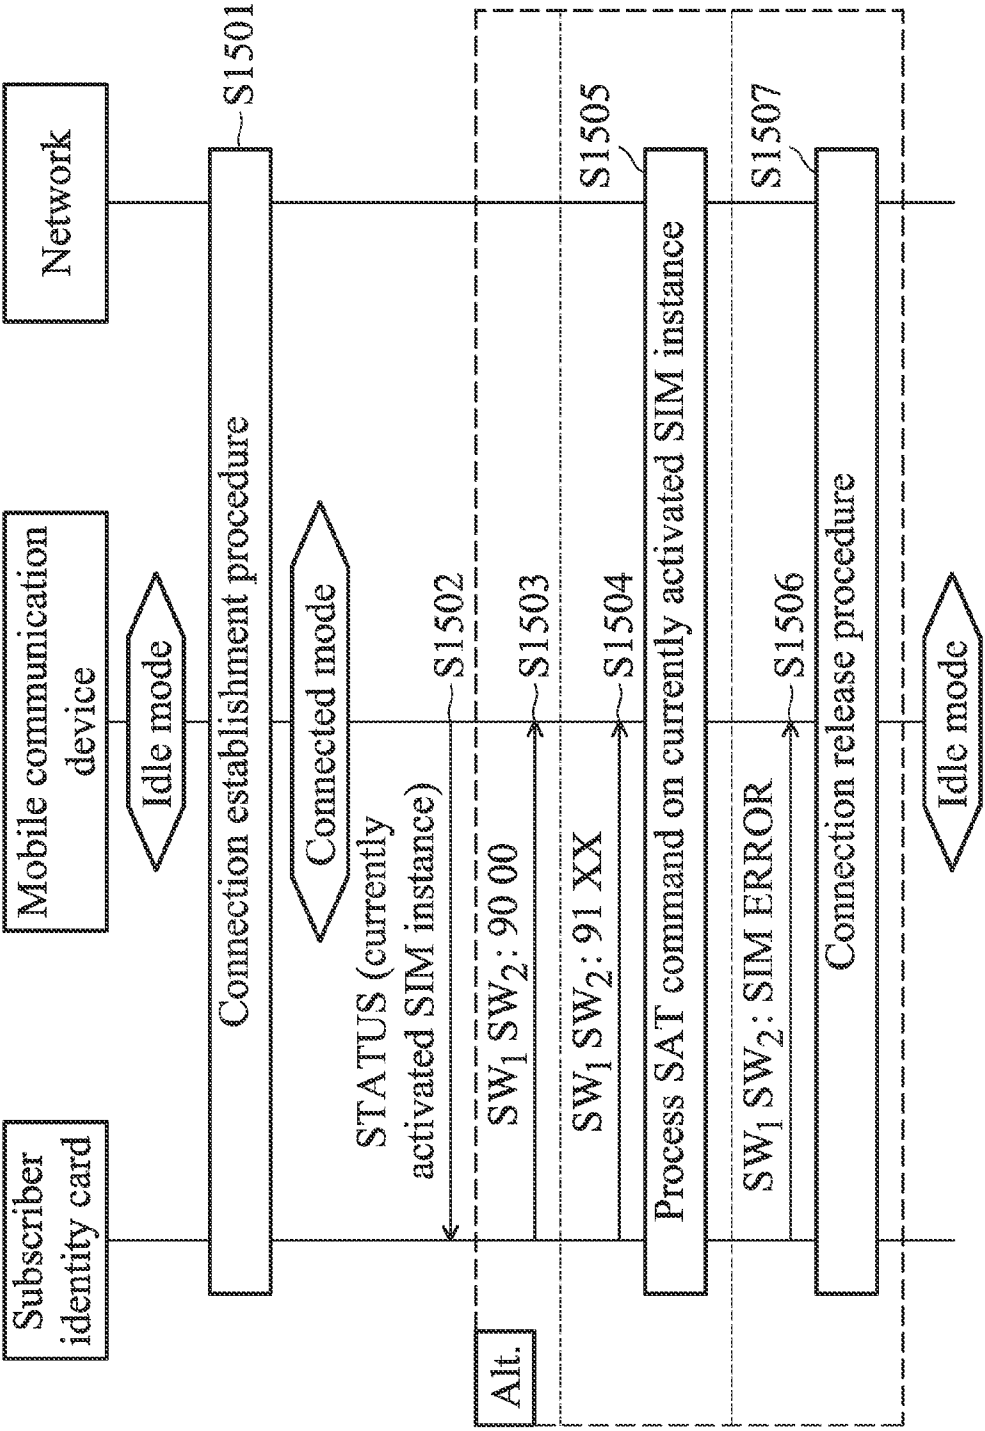 Subscriber
identity card
Mobile communication
device
Network
Idle mode
Connection establishment procedure
S1501
Connected mode
STATUS (currently
activated SIM instance)
S1502
Alt.
SW1 SW2 : 90 00
S1503
SW1 SW2 : 91 XX
S1504
Process SAT command on currently activated SIM instance
S1505
SW1 SW2 : SIM ERROR
S1506
Connection release procedure
S1507
Idle mode